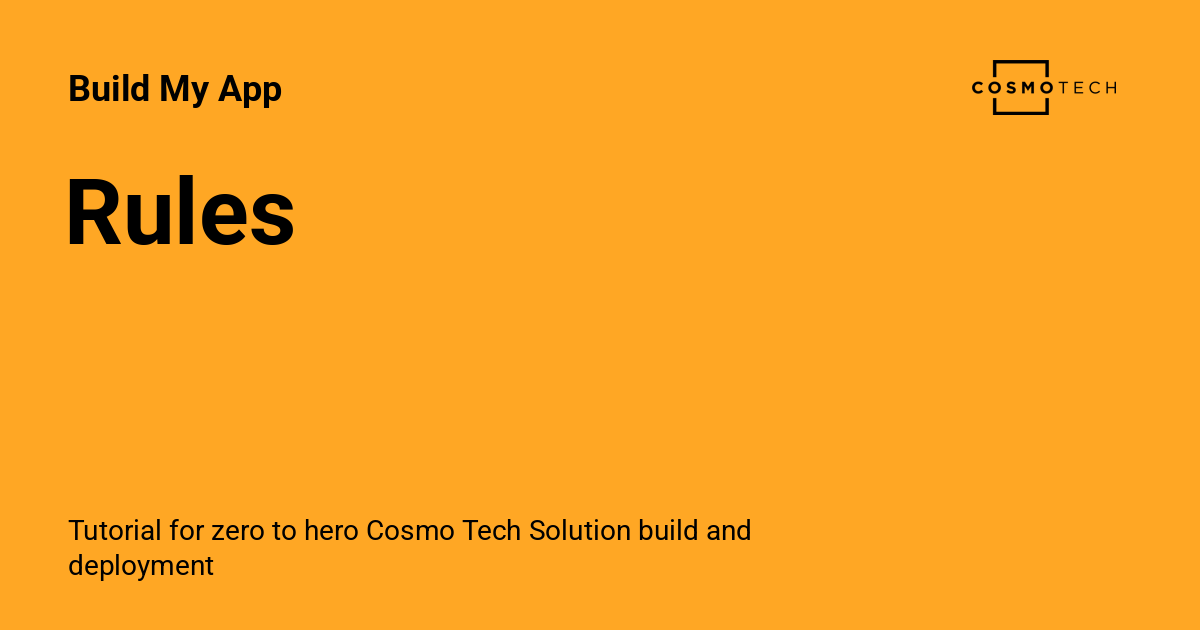 Build My App
COSMOTECH
Rules
Tutorial for zero to hero Cosmo Tech Solution build and
deployment